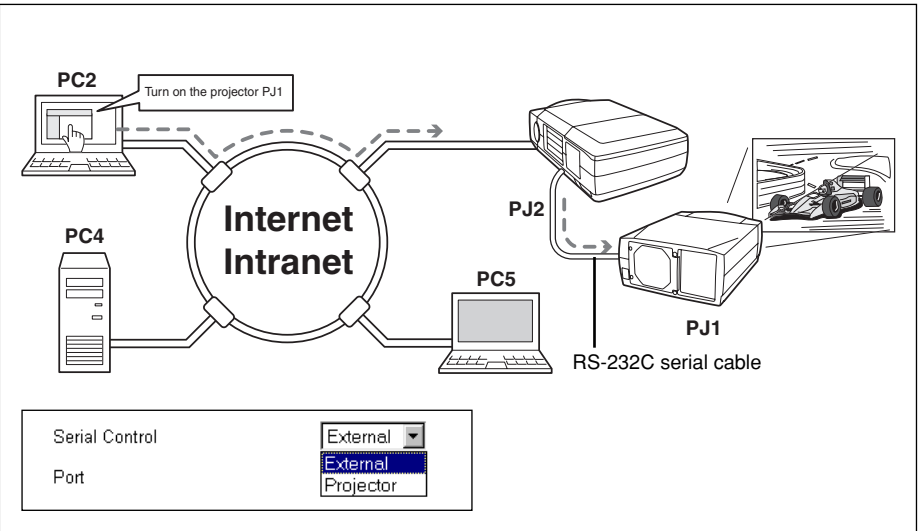 PC2
Turn on the projector PJ1
PC4
Internet
Intranet
PJ2
PC5
PJ1
RS-232C serial cable
Serial Control
External
External
Projector
Port